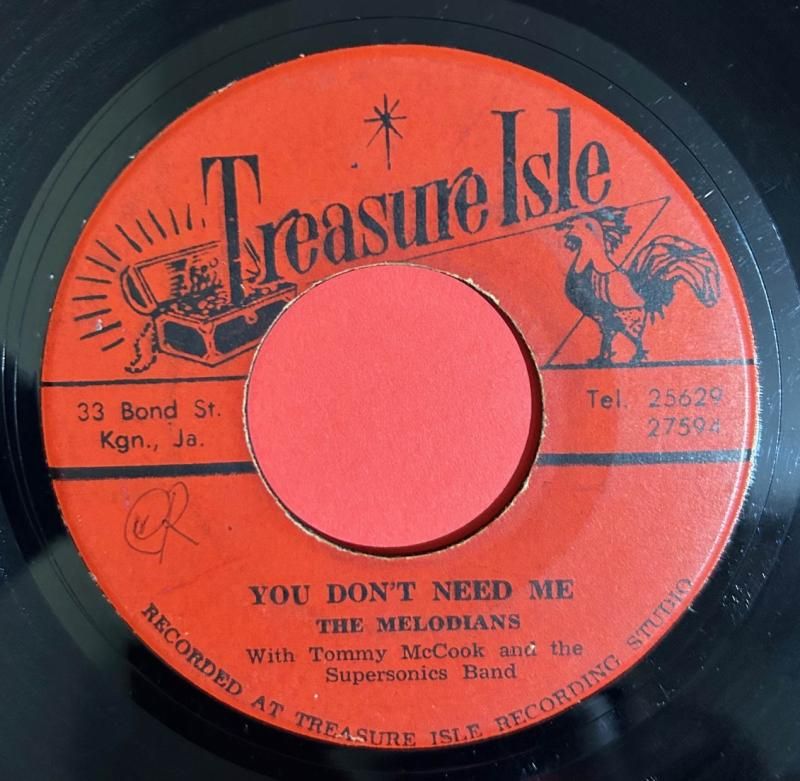 Treasure Isle
33 Bond St.
Kgn., Ja.
Tel. 25629
27594
YOU DON'T NEED ME
THE MELODIANS
With Tommy McCook and the
Supersonics Band
RECORDED AT TREASURE ISLE RECORDING STUDIO